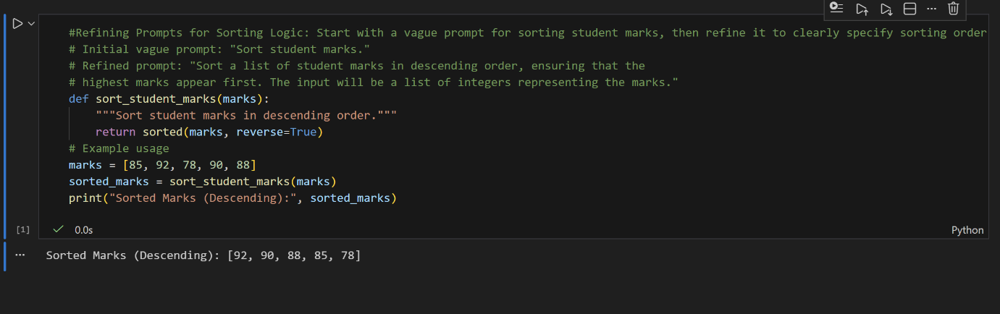 #Refining Prompts for Sorting Logic: Start with a vague prompt for sorting student marks, then refine it to clearly specify sorting order
# Initial vague prompt: "Sort student marks."
# Refined prompt: "Sort a list of student marks in descending order, ensuring that the
# highest marks appear first. The input will be a list of integers representing the marks."
def sort_student_marks(marks):
    """Sort student marks in descending order."""
    return sorted(marks, reverse=True)
# Example usage
marks = [85, 92, 78, 90, 88]
sorted_marks = sort_student_marks(marks)
print("Sorted Marks (Descending):", sorted_marks)
[1] 0.0s Python
Sorted Marks (Descending): [92, 90, 88, 85, 78]